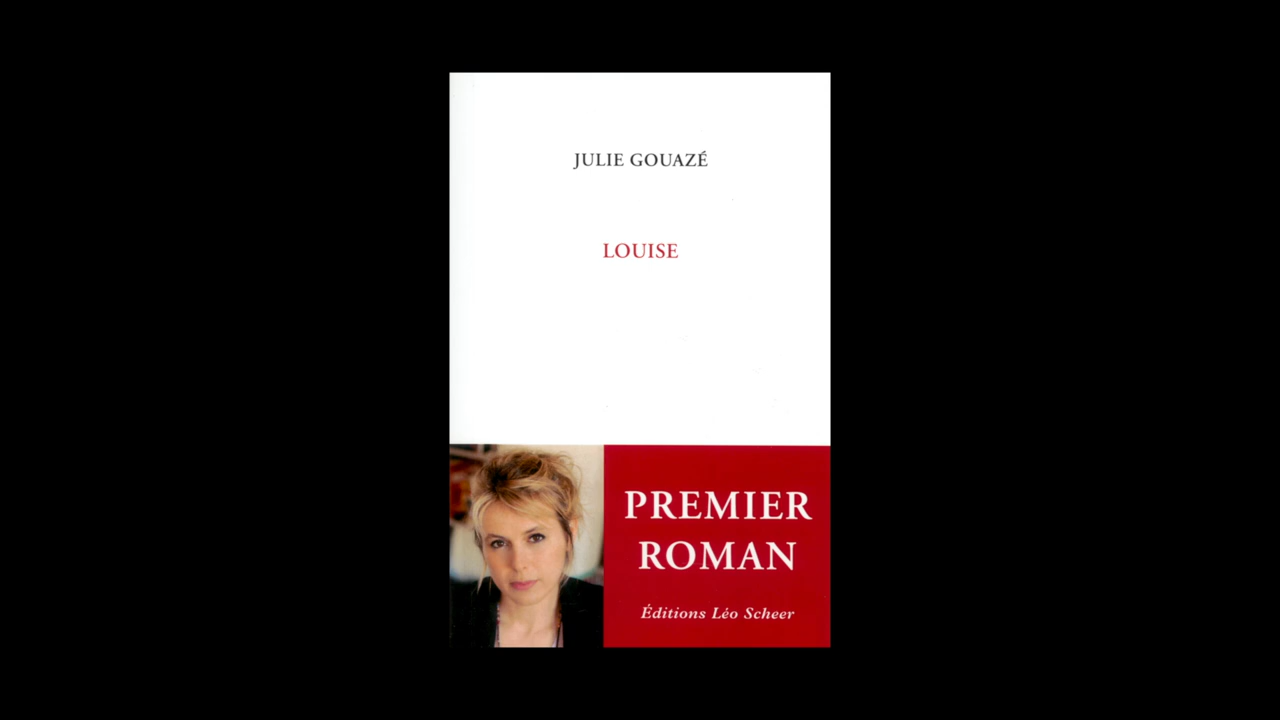 JULIE GOUAZÉ
LOUISE
PREMIER
ROMAN
Éditions Léo Scheer